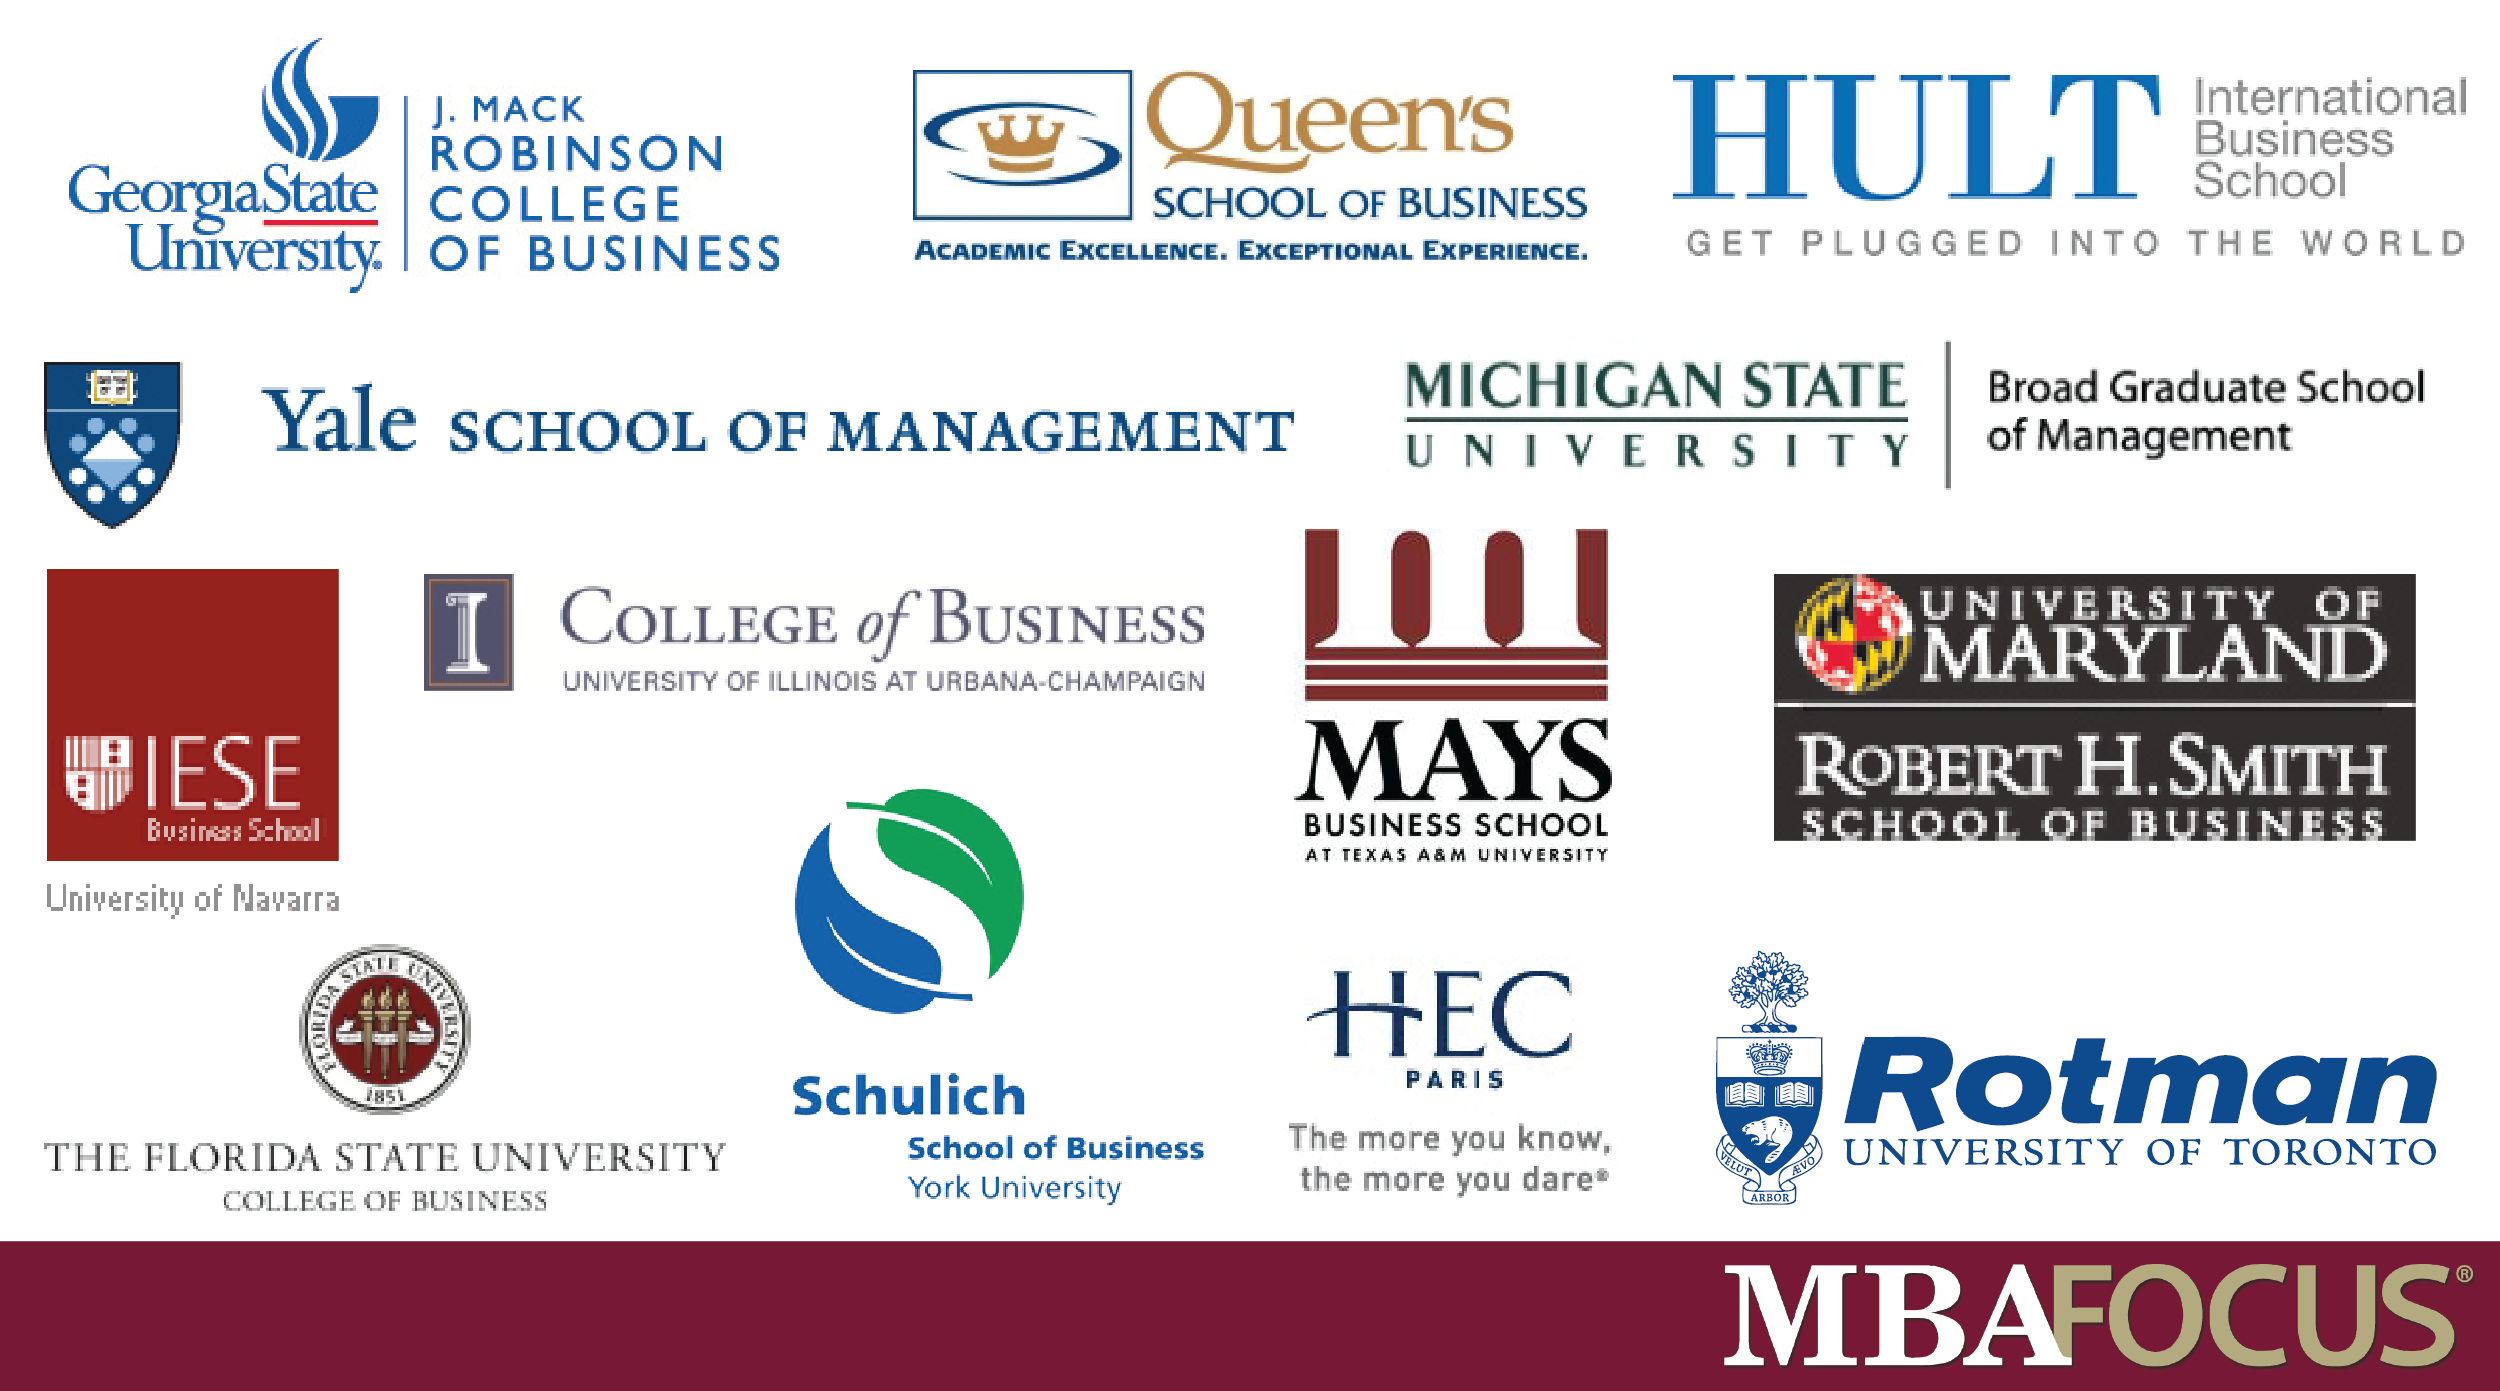 Georgia State
University.
J. MACK
ROBINSON
COLLEGE
OF BUSINESS
Queen's
SCHOOL OF BUSINESS
ACADEMIC EXCELLENCE. EXCEPTIONAL EXPERIENCE.
HULT
International
Business
School
GET PLUGGED INTO THE WORLD
Yale SCHOOL OF MANAGEMENT
MICHIGAN STATE
UNIVERSITY
Broad Graduate School
of Management
IESE
Business School
University of Navarra
I
COLLEGE of BUSINESS
UNIVERSITY OF ILLINOIS AT URBANA-CHAMPAIGN
MAYS
BUSINESS SCHOOL
AT TEXAS A&M UNIVERSITY
UNIVERSITY OF
MARYLAND
ROBERT H. SMITH
SCHOOL OF BUSINESS
FLORIDA STATE UNIVERSITY
1851
THE FLORIDA STATE UNIVERSITY
COLLEGE OF BUSINESS
Schulich
School of Business
York University
HEC
PARIS
The more you know,
the more you dare®
VELUT ARBOR ÆVO
Rotman
UNIVERSITY OF TORONTO
MBAFOCUS®